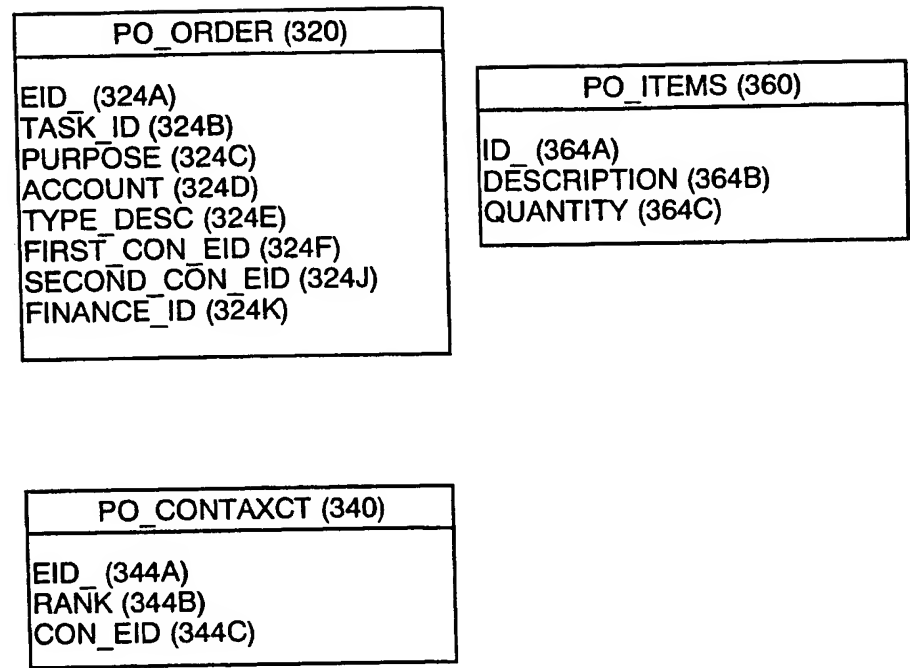 PO_ORDER (320)
EID_ (324A)
TASK_ID (324B)
PURPOSE (324C)
ACCOUNT (324D)
TYPE_DESC (324E)
FIRST_CON_EID (324F)
SECOND_CON_EID (324J)
FINANCE_ID (324K)
PO_ITEMS (360)
ID_ (364A)
DESCRIPTION (364B)
QUANTITY (364C)
PO_CONTAXCT (340)
EID_ (344A)
RANK (344B)
CON_EID (344C)